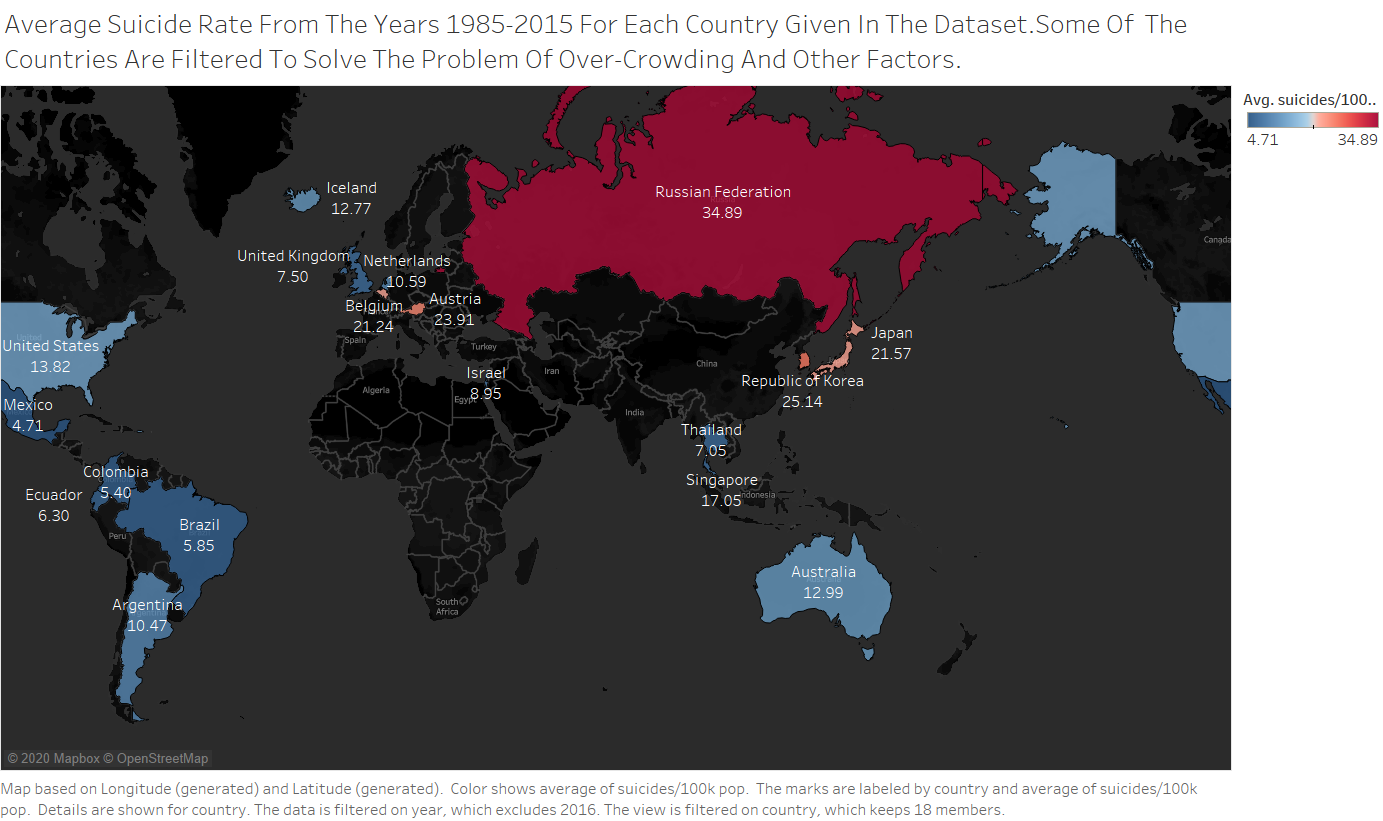 Average Suicide Rate From The Years 1985-2015 For Each Country Given In The Dataset.Some Of The
Countries Are Filtered To Solve The Problem Of Over-Crowding And Other Factors.
Avg. suicides/100..
4.71 34.89
Iceland
12.77
Russian Federation
34.89
Canada
United Kingdom
7.50
Netherlands
10.59
Belgium
21.24
Austria
23.91
Spain
Turkey
United States
13.82
Japan
21.57
China
Iran
Israel
8.95
Algeria
Egypt
Republic of Korea
25.14
Mexico
4.71
India
Thailand
7.05
Colombia
5.40
Singapore
17.05
Indonesia
Ecuador
6.30
Brazil
5.85
Peru
Australia
12.99
Argentina
10.47
South
Africa
© 2020 Mapbox © OpenStreetMap
Map based on Longitude (generated) and Latitude (generated). Color shows average of suicides/100k pop. The marks are labeled by country and average of suicides/100k
pop. Details are shown for country. The data is filtered on year, which excludes 2016. The view is filtered on country, which keeps 18 members.